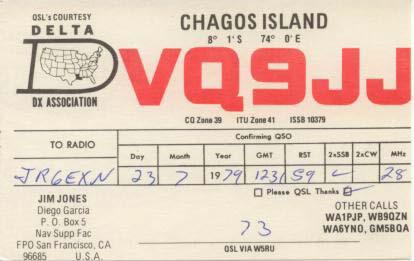 QSL's COURTESY
DELTA
D
DX ASSOCIATION
CHAGOS ISLAND
8° 1'S 74° 0'E
VQ9JJ
CQ Zone 39 ITU Zone 41 ISSB 10379
TO RADIO
Confirming QSO
Day Month Year GMT RST 2xSSB 2xCW MHz
JR6EXN 23 7 1979 1231 59 ✓ 28
☐ Please QSL Thanks ☑
JIM JONES
Diego Garcia
P. O. Box 5
Nav Supp Fac
FPO San Francisco, CA
96685 U.S.A.
73
QSL VIA W5RU
OTHER CALLS
WA1PJP, WB9QZN
WA6YNO, GM5BQA